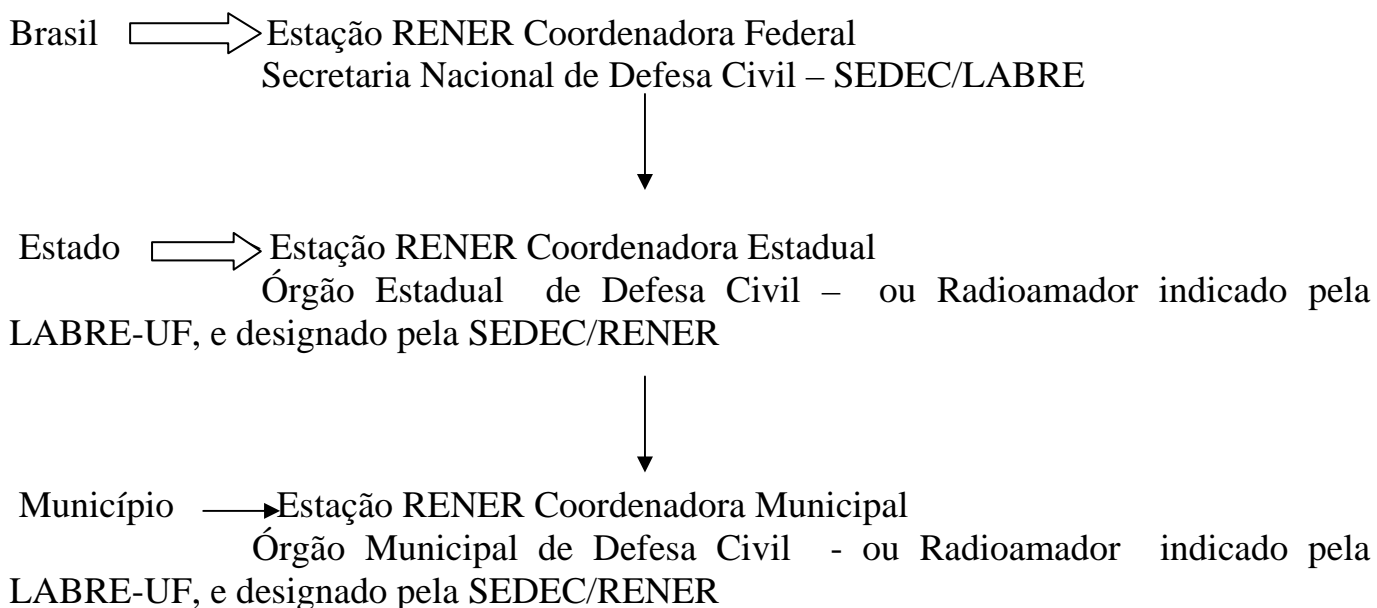 Brasil Estação RENER Coordenadora Federal
Secretaria Nacional de Defesa Civil – SEDEC/LABRE
Estado Estação RENER Coordenadora Estadual
Órgão Estadual de Defesa Civil – ou Radioamador indicado pela
LABRE-UF, e designado pela SEDEC/RENER
Município Estação RENER Coordenadora Municipal
Órgão Municipal de Defesa Civil - ou Radioamador indicado pela
LABRE-UF, e designado pela SEDEC/RENER